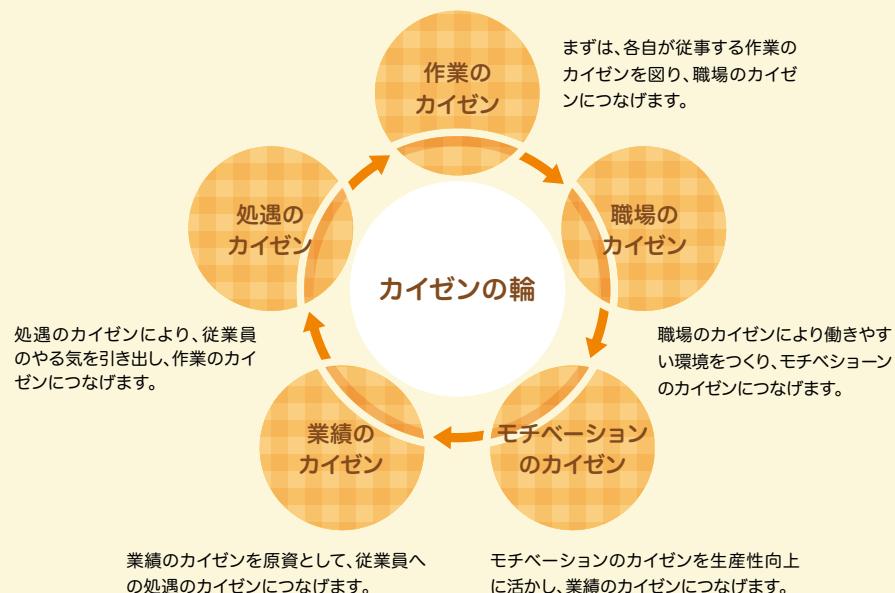 作業の
カイゼン
まずは、各自が従事する作業の
カイゼンを図り、職場のカイゼ
ンにつなげます。
職場の
カイゼン
職場のカイゼンにより働きやす
い環境をつくり、モチベショーン
のカイゼンにつなげます。
モチベーション
のカイゼン
モチベーションのカイゼンを生産性向上
に活かし、業績のカイゼンにつなげます。
業績の
カイゼン
業績のカイゼンを原資として、従業員へ
の処遇のカイゼンにつなげます。
処遇の
カイゼン
処遇のカイゼンにより、従業員
のやる気を引き出し、作業のカイ
ゼンにつなげます。
カイゼンの輪